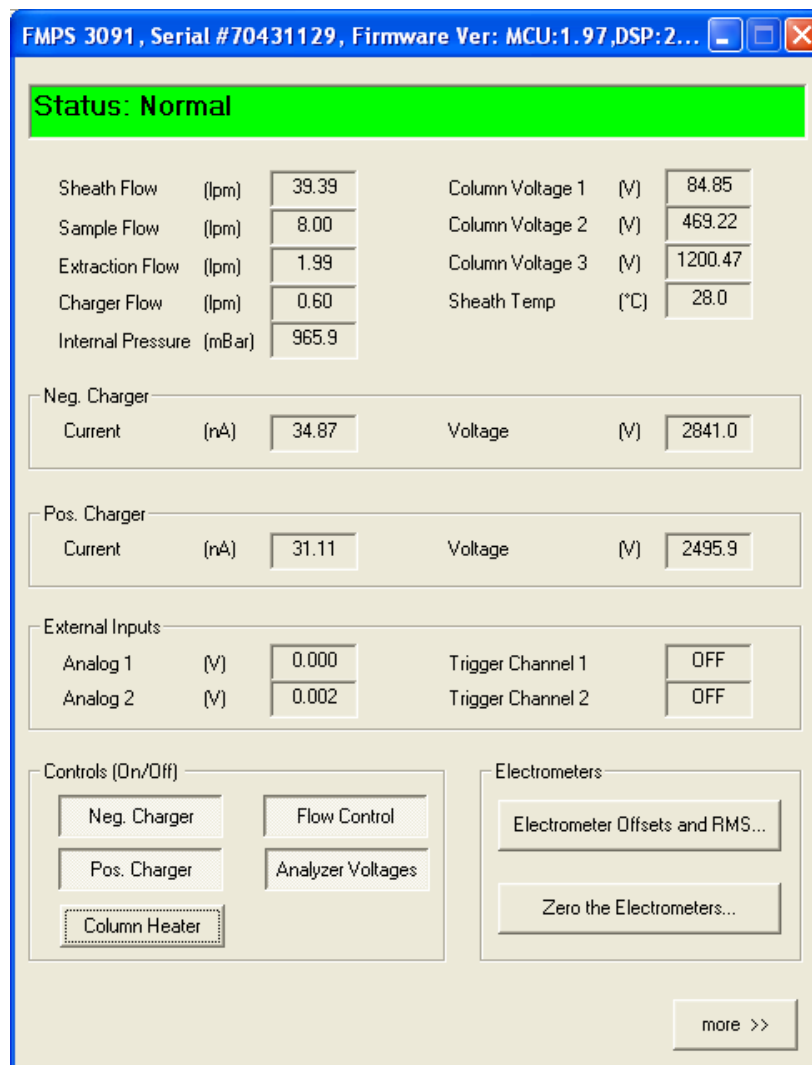 FMPS 3091, Serial #70431129, Firmware Ver: MCU:1.97,DSP:2...
Status: Normal
Sheath Flow (lpm) 39.39 Column Voltage 1 (V) 84.85
Sample Flow (lpm) 8.00 Column Voltage 2 (V) 469.22
Extraction Flow (lpm) 1.99 Column Voltage 3 (V) 1200.47
Charger Flow (lpm) 0.60 Sheath Temp (°C) 28.0
Internal Pressure (mBar) 965.9
Neg. Charger
Current (nA) 34.87 Voltage (V) 2841.0
Pos. Charger
Current (nA) 31.11 Voltage (V) 2495.9
External Inputs
Analog 1 (V) 0.000 Trigger Channel 1 OFF
Analog 2 (V) 0.002 Trigger Channel 2 OFF
Controls (On/Off)
Neg. Charger Flow Control
Pos. Charger Analyzer Voltages
Column Heater
Electrometers
Electrometer Offsets and RMS...
Zero the Electrometers...
more >>